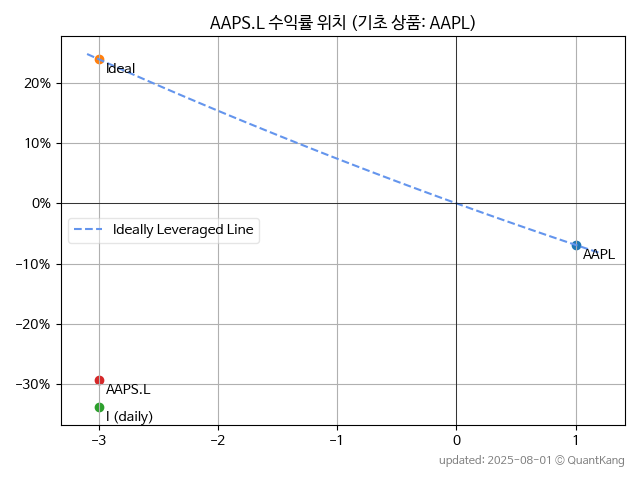 AAPS.L 수익률 위치 (기초 상품: AAPL)
Ideal
20%
10%
0%
Ideally Leveraged Line
AAPL
−10%
−20%
−30%
AAPS.L
I (daily)
−3
−2
−1
0
1
updated: 2025-08-01 © QuantKang